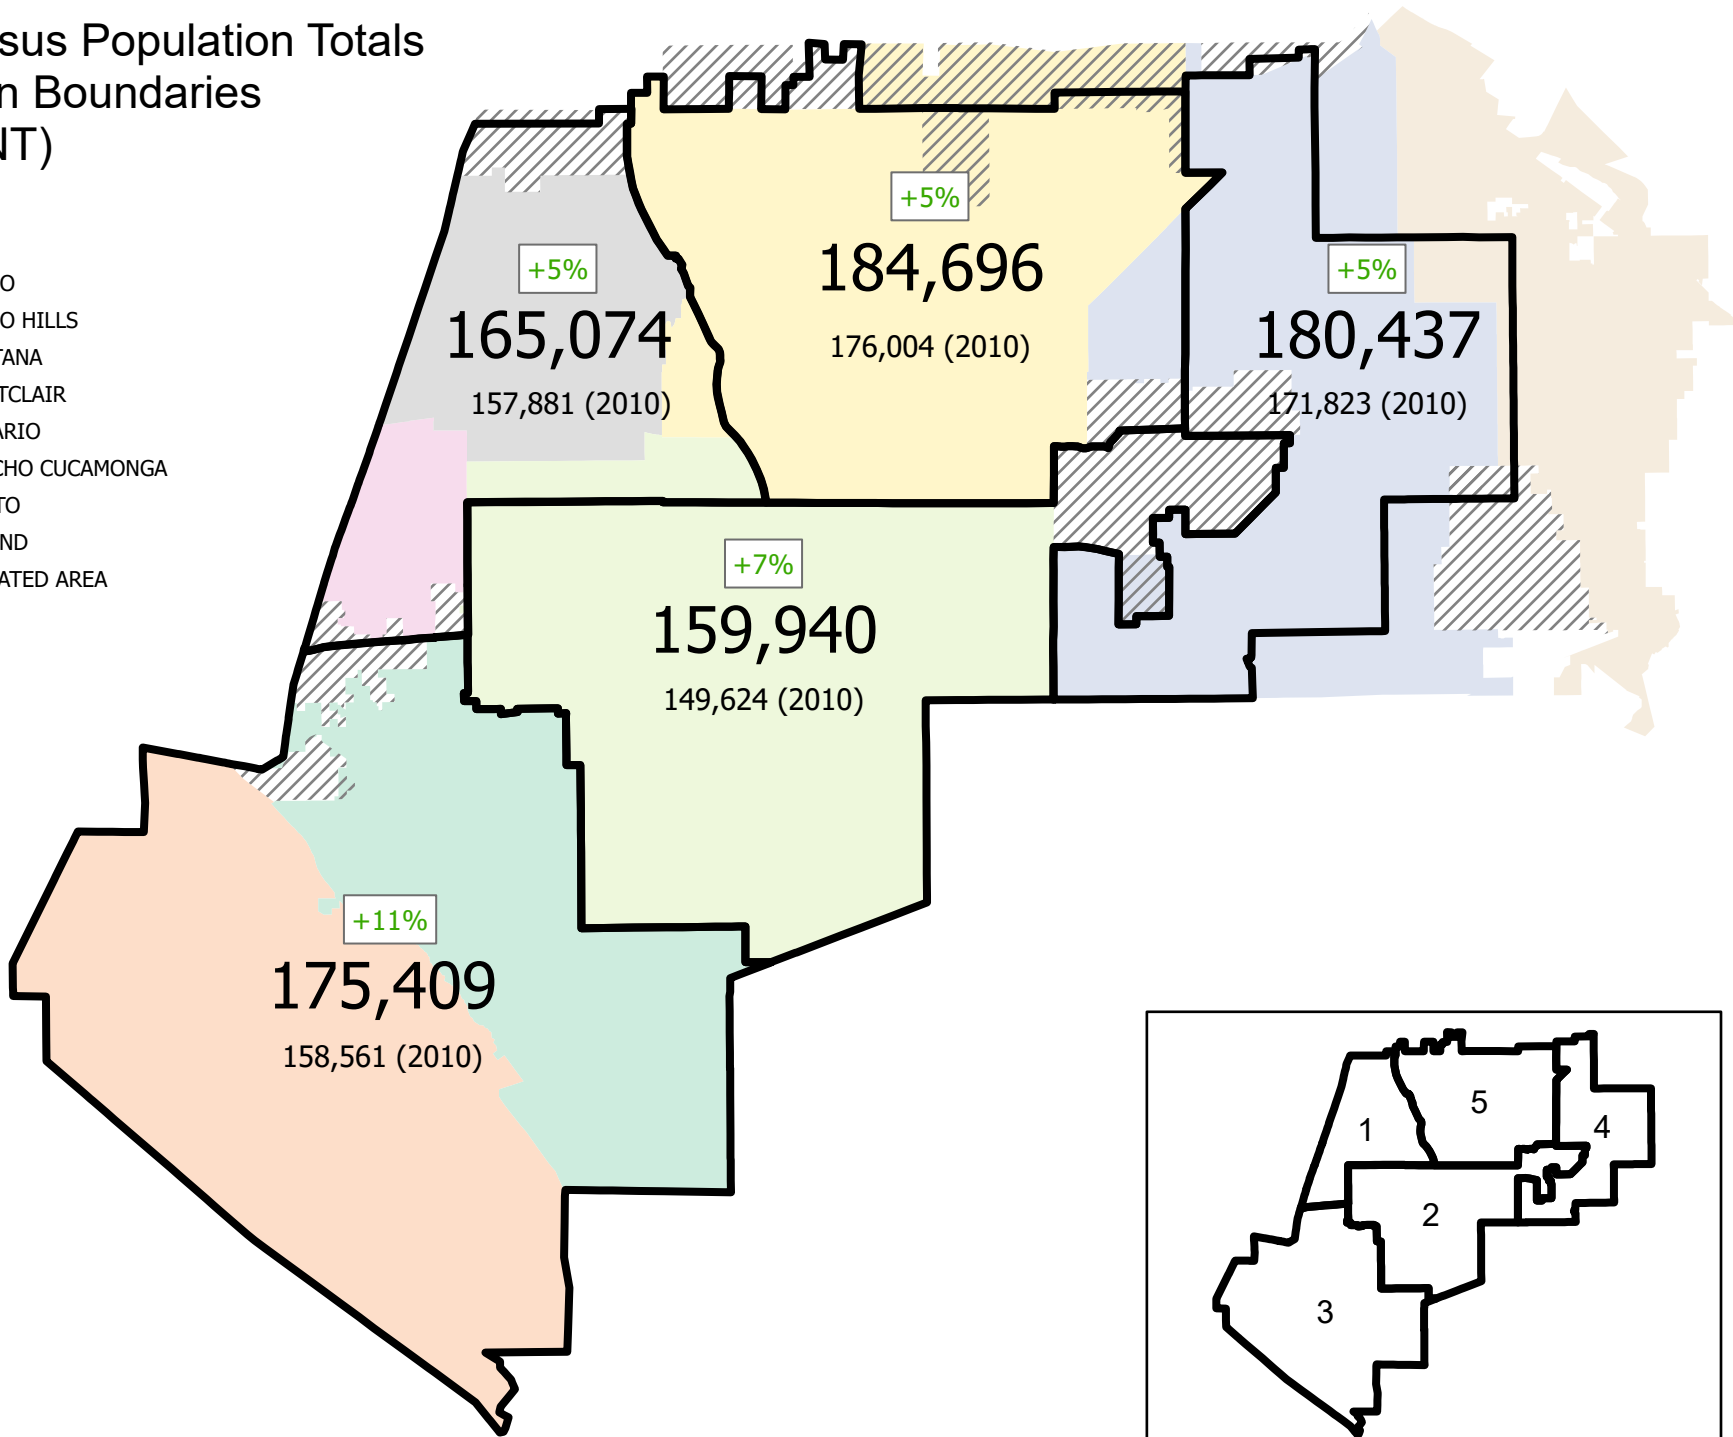 sus Population Totals
n Boundaries
NT)
O
O HILLS
TANA
TCLAIR
ARIO
CHO CUCAMONGA
TO
ND
ATED AREA
+5%
184,696
176,004 (2010)
+5%
165,074
157,881 (2010)
+5%
180,437
171,823 (2010)
+7%
159,940
149,624 (2010)
+11%
175,409
158,561 (2010)
5
1
4
2
3